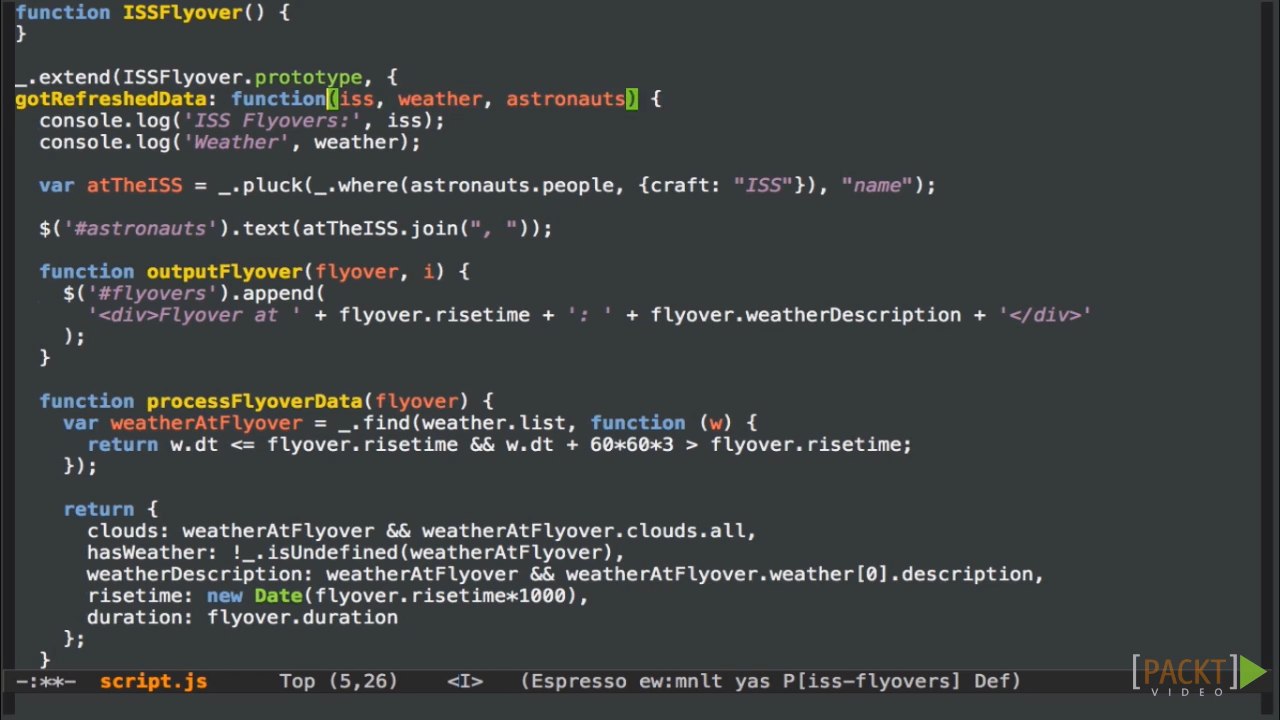 function ISSFlyover() {
}
_.extend(ISSFlyover.prototype, {
gotRefreshedData: function(iss, weather, astronauts) {
  console.log('ISS Flyovers:', iss);
  console.log('Weather', weather);
  var atTheISS = _.pluck(_.where(astronauts.people, {craft: "ISS"}), "name");
  $('#astronauts').text(atTheISS.join(", "));
  function outputFlyover(flyover, i) {
    $('#flyovers').append(
      '<div>Flyover at ' + flyover.risetime + ': ' + flyover.weatherDescription + '</div>'
    );
  }
  function processFlyoverData(flyover) {
    var weatherAtFlyover = _.find(weather.list, function (w) {
      return w.dt <= flyover.risetime && w.dt + 60*60*3 > flyover.risetime;
    });
    return {
      clouds: weatherAtFlyover && weatherAtFlyover.clouds.all,
      hasWeather: !_.isUndefined(weatherAtFlyover),
      weatherDescription: weatherAtFlyover && weatherAtFlyover.weather[0].description,
      risetime: new Date(flyover.risetime*1000),
      duration: flyover.duration
    };
  }
-:**-  script.js      Top (5,26)    <I>   (Espresso ew:mnlt yas P[iss-flyovers] Def)
[PACKT]
VIDEO